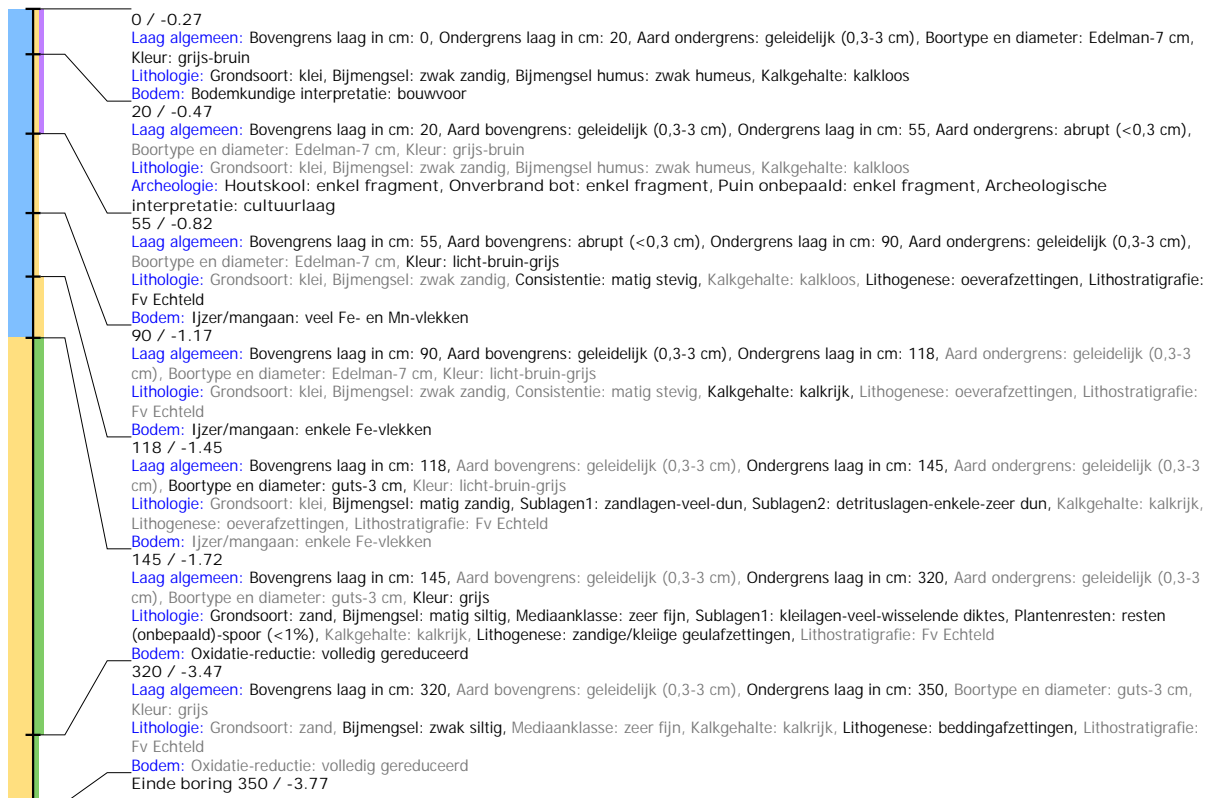 0 / -0.27
Laag algemeen: Bovengrens laag in cm: 0, Ondergrens laag in cm: 20, Aard ondergrens: geleidelijk (0,3-3 cm), Boortype en diameter: Edelman-7 cm,
Kleur: grijs-bruin
Lithologie: Grondsoort: klei, Bijmengsel: zwak zandig, Bijmengsel humus: zwak humeus, Kalkgehalte: kalkloos
Bodem: Bodemkundige interpretatie: bouwvoor
20 / -0.47
Laag algemeen: Bovengrens laag in cm: 20, Aard bovengrens: geleidelijk (0,3-3 cm), Ondergrens laag in cm: 55, Aard ondergrens: abrupt (<0,3 cm),
Boortype en diameter: Edelman-7 cm, Kleur: grijs-bruin
Lithologie: Grondsoort: klei, Bijmengsel: zwak zandig, Bijmengsel humus: zwak humeus, Kalkgehalte: kalkloos
Archeologie: Houtskool: enkel fragment, Onverbrand bot: enkel fragment, Puin onbepaald: enkel fragment, Archeologische
interpretatie: cultuurlaag
55 / -0.82
Laag algemeen: Bovengrens laag in cm: 55, Aard bovengrens: abrupt (<0,3 cm), Ondergrens laag in cm: 90, Aard ondergrens: geleidelijk (0,3-3 cm),
Boortype en diameter: Edelman-7 cm, Kleur: licht-bruin-grijs
Lithologie: Grondsoort: klei, Bijmengsel: zwak zandig, Consistentie: matig stevig, Kalkgehalte: kalkloos, Lithogenese: oeverafzettingen, Lithostratigrafie:
Fv Echteld
Bodem: Ijzer/mangaan: veel Fe- en Mn-vlekken
90 / -1.17
Laag algemeen: Bovengrens laag in cm: 90, Aard bovengrens: geleidelijk (0,3-3 cm), Ondergrens laag in cm: 118, Aard ondergrens: geleidelijk (0,3-3
cm), Boortype en diameter: Edelman-7 cm, Kleur: licht-bruin-grijs
Lithologie: Grondsoort: klei, Bijmengsel: zwak zandig, Consistentie: matig stevig, Kalkgehalte: kalkrijk, Lithogenese: oeverafzettingen, Lithostratigrafie:
Fv Echteld
Bodem: Ijzer/mangaan: enkele Fe-vlekken
118 / -1.45
Laag algemeen: Bovengrens laag in cm: 118, Aard bovengrens: geleidelijk (0,3-3 cm), Ondergrens laag in cm: 145, Aard ondergrens: geleidelijk (0,3-3
cm), Boortype en diameter: guts-3 cm, Kleur: licht-bruin-grijs
Lithologie: Grondsoort: klei, Bijmengsel: matig zandig, Sublagen1: zandlagen-veel-dun, Sublagen2: detrituslagen-enkele-zeer dun, Kalkgehalte: kalkrijk,
Lithogenese: oeverafzettingen, Lithostratigrafie: Fv Echteld
Bodem: Ijzer/mangaan: enkele Fe-vlekken
145 / -1.72
Laag algemeen: Bovengrens laag in cm: 145, Aard bovengrens: geleidelijk (0,3-3 cm), Ondergrens laag in cm: 320, Aard ondergrens: geleidelijk (0,3-3
cm), Boortype en diameter: guts-3 cm, Kleur: grijs
Lithologie: Grondsoort: zand, Bijmengsel: matig siltig, Mediaanklasse: zeer fijn, Sublagen1: kleilagen-veel-wisselende diktes, Plantenresten: resten
(onbepaald)-spoor (<1%), Kalkgehalte: kalkrijk, Lithogenese: zandige/kleiige geulafzettingen, Lithostratigrafie: Fv Echteld
Bodem: Oxidatie-reductie: volledig gereduceerd
320 / -3.47
Laag algemeen: Bovengrens laag in cm: 320, Aard bovengrens: geleidelijk (0,3-3 cm), Ondergrens laag in cm: 350, Boortype en diameter: guts-3 cm,
Kleur: grijs
Lithologie: Grondsoort: zand, Bijmengsel: zwak siltig, Mediaanklasse: zeer fijn, Kalkgehalte: kalkrijk, Lithogenese: beddingafzettingen, Lithostratigrafie:
Fv Echteld
Bodem: Oxidatie-reductie: volledig gereduceerd
Einde boring 350 / -3.77